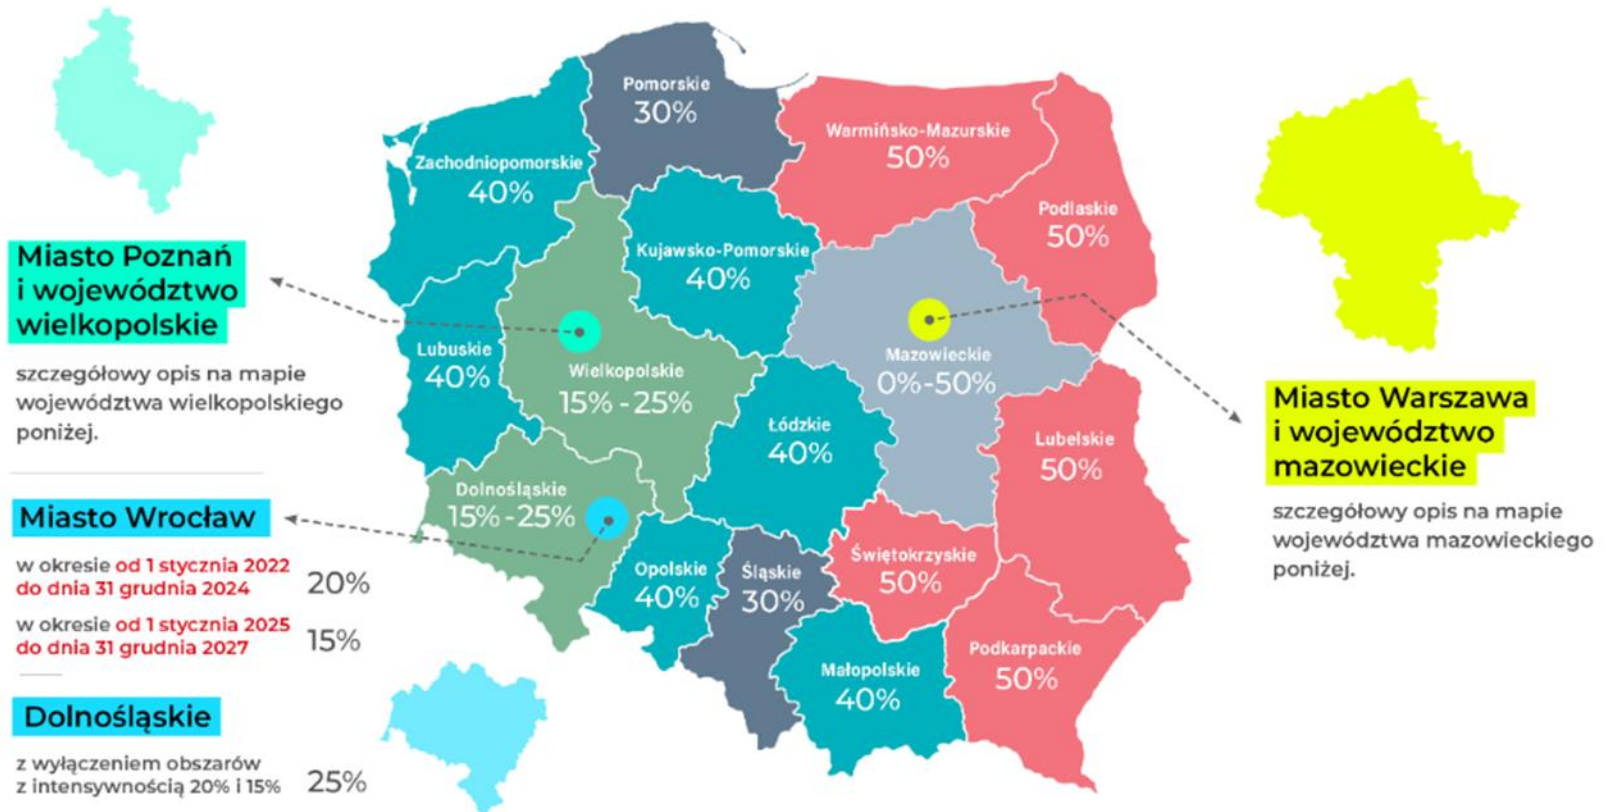 Miasto Poznań
i województwo
wielkopolskie
szczegółowy opis na mapie
województwa wielkopolskiego
poniżej.
Miasto Wrocław
w okresie od 1 stycznia 2022
do dnia 31 grudnia 2024
20%
w okresie od 1 stycznia 2025
do dnia 31 grudnia 2027
15%
Dolnośląskie
z wyłączeniem obszarów
z intensywnością 20% i 15%
25%
Pomorskie
30%
Warmińsko-Mazurskie
50%
Zachodniopomorskie
40%
Podlaskie
50%
Kujawsko-Pomorskie
40%
Lubuskie
40%
Wielkopolskie
15% - 25%
Mazowieckie
0%-50%
Łódzkie
40%
Lubelskie
50%
Dolnośląskie
15% -25%
Opolskie
40%
Śląskie
30%
Świętokrzyskie
50%
Małopolskie
40%
Podkarpackie
50%
Miasto Warszawa
i województwo
mazowieckie
szczegółowy opis na mapie
województwa mazowieckiego
poniżej.